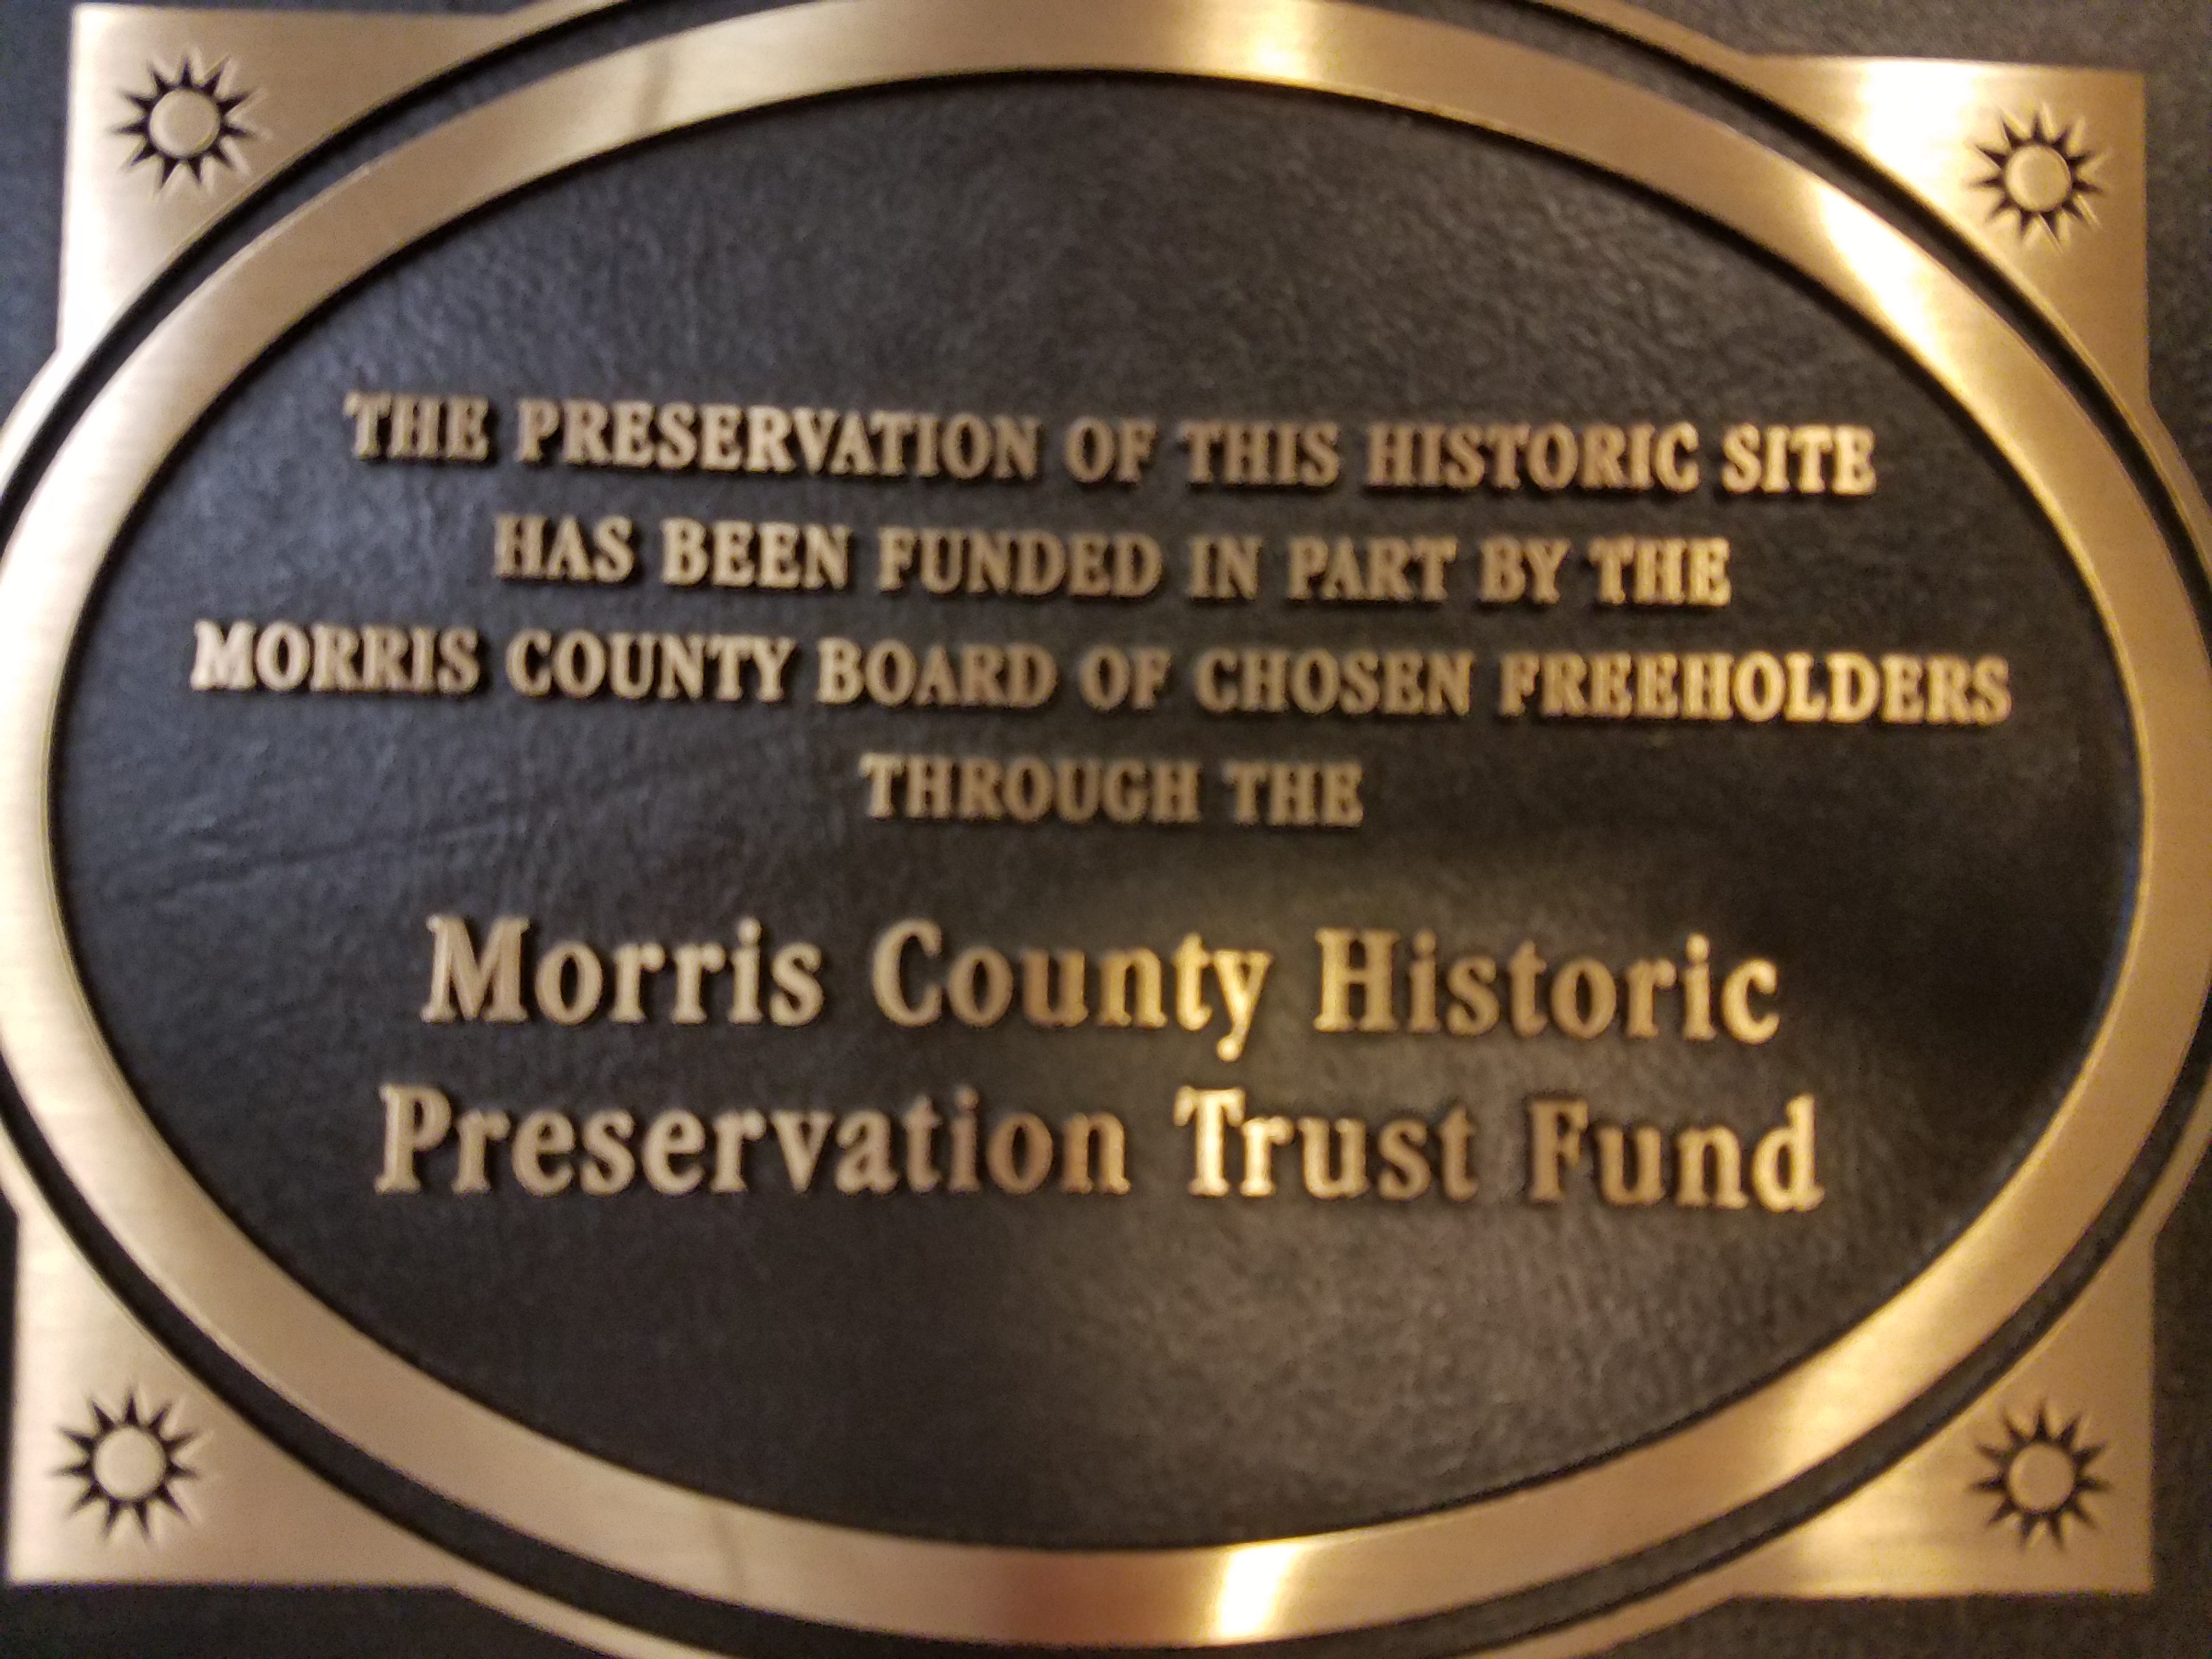 THE PRESERVATION OF THIS HISTORIC SITE
HAS BEEN FUNDED IN PART BY THE
MORRIS COUNTY BOARD OF CHOSEN FREEHOLDERS
THROUGH THE
Morris County Historic
Preservation Trust Fund